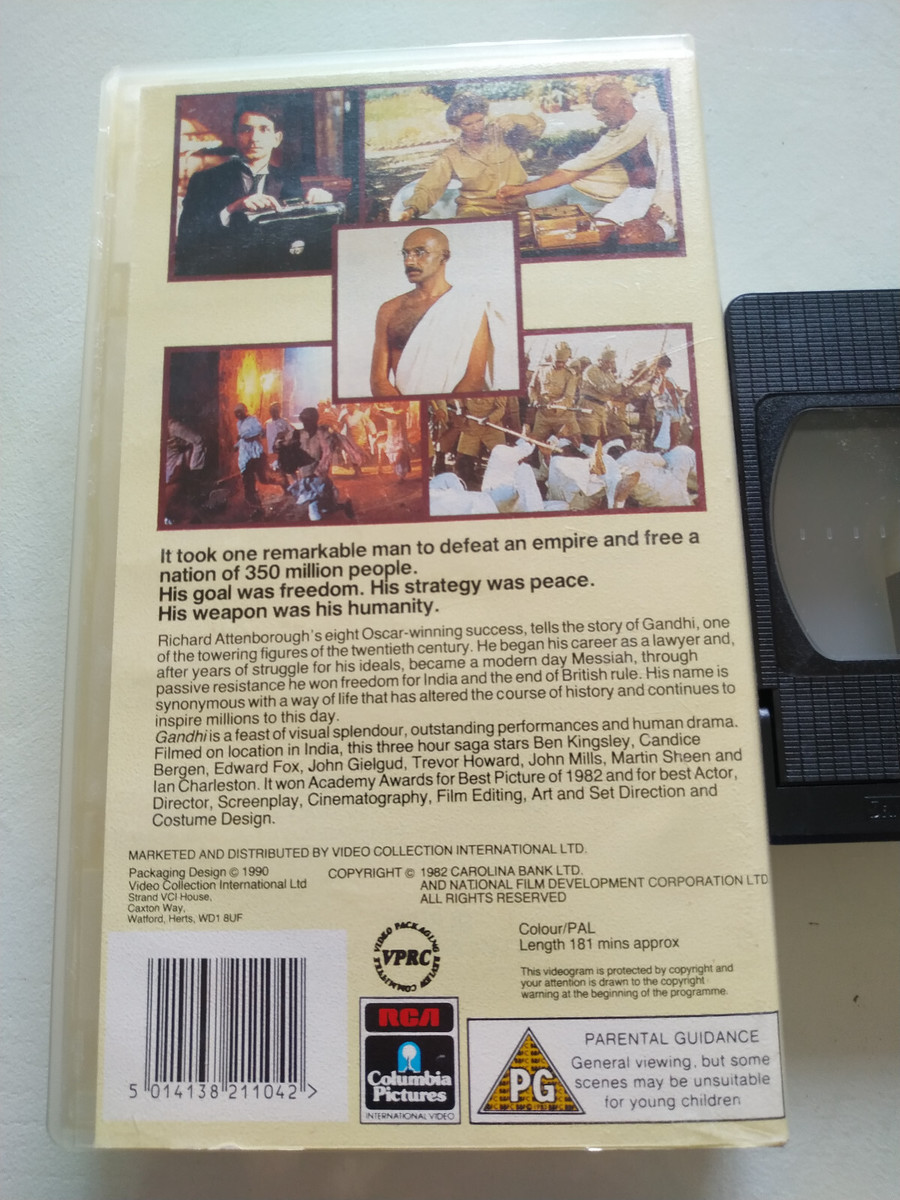 It took one remarkable man to defeat an empire and free a
nation of 350 million people.
His goal was freedom. His strategy was peace.
His weapon was his humanity.
Richard Attenborough's eight Oscar-winning success, tells the story of Gandhi, one
of the towering figures of the twentieth century. He began his career as a lawyer and,
after years of struggle for his ideals, became a modern day Messiah, through
passive resistance he won freedom for India and the end of British rule. His name is
synonymous with a way of life that has altered the course of history and continues to
inspire millions to this day.
Gandhi is a feast of visual splendour, outstanding performances and human drama.
Filmed on location in India, this three hour saga stars Ben Kingsley, Candice
Bergen, Edward Fox, John Gielgud, Trevor Howard, John Mills, Martin Sheen and
Ian Charleston. It won Academy Awards for Best Picture of 1982 and for best Actor,
Director, Screenplay, Cinematography, Film Editing, Art and Set Direction and
Costume Design.
MARKETED AND DISTRIBUTED BY VIDEO COLLECTION INTERNATIONAL LTD.
Packaging Design © 1990
Video Collection International Ltd
Strand VCI House,
Caxton Way,
Watford, Herts, WD1 8UF
COPYRIGHT © 1982 CAROLINA BANK LTD.
AND NATIONAL FILM DEVELOPMENT CORPORATION LTD
ALL RIGHTS RESERVED
VIDEO PACKAGING REVIEW COMMITTEE
VPRC
Colour/PAL
Length 181 mins approx
This videogram is protected by copyright and
your attention is drawn to the copyright
warning at the beginning of the programme.
5 014138 211042 >
RCA
Columbia
Pictures
INTERNATIONAL VIDEO
PG
PARENTAL GUIDANCE
General viewing, but some
scenes may be unsuitable
for young children